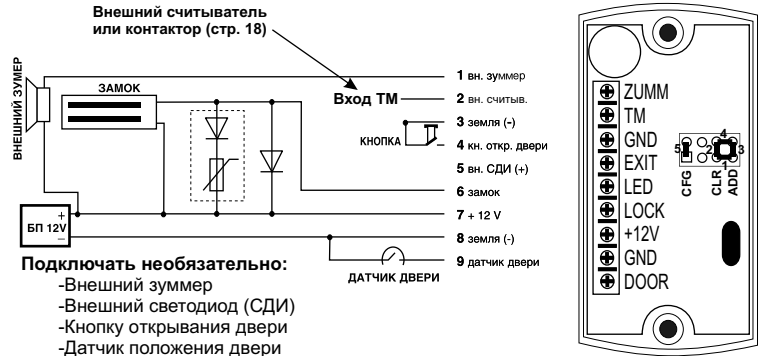 Внешний считыватель
или контактор (стр. 18)
ВНЕШНИЙ ЗУМЕР
ЗАМОК
Вход ТМ
КНОПКА
БП 12V
+
–
ДАТЧИК ДВЕРИ
1 вн. зуммер
2 вн. считыв.
3 земля (-)
4 кн. откр. двери
5 вн. СДИ (+)
6 замок
7 + 12 V
8 земля (-)
9 датчик двери
Подключать необязательно:
-Внешний зуммер
-Внешний светодиод (СДИ)
-Кнопку открывания двери
-Датчик положения двери
ZUMM
TM
GND
EXIT
LED
LOCK
+12V
GND
DOOR
4
5
2
3
1
CFG
CLR
ADD